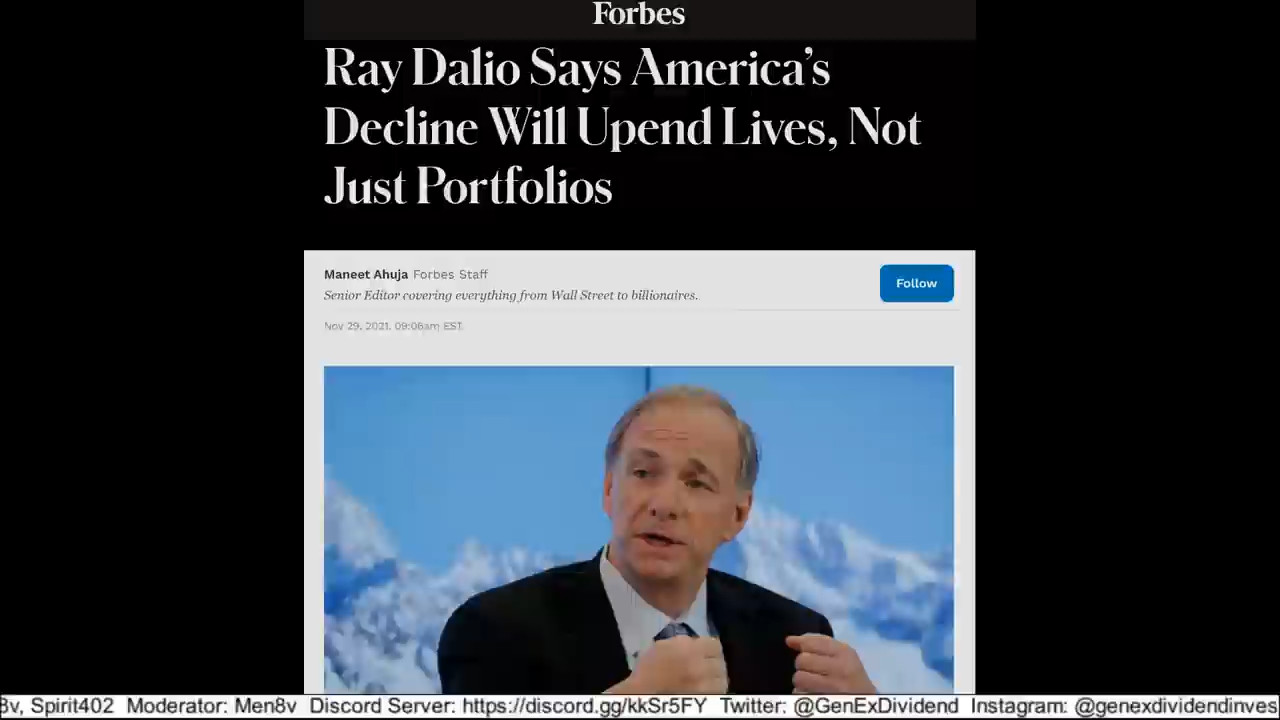 Forbes
Ray Dalio Says America's
Decline Will Upend Lives, Not
Just Portfolios
Maneet Ahuja Forbes Staff
Follow
Senior Editor covering everything from Wall Street to billionaires.
Nov 29, 2021, 09:06am EST
8v, Spirit402 Moderator: Men8v Discord Server: https://discord.gg/kkSr5FY Twitter: @GenExDividend Instagram: @genexdividendinves